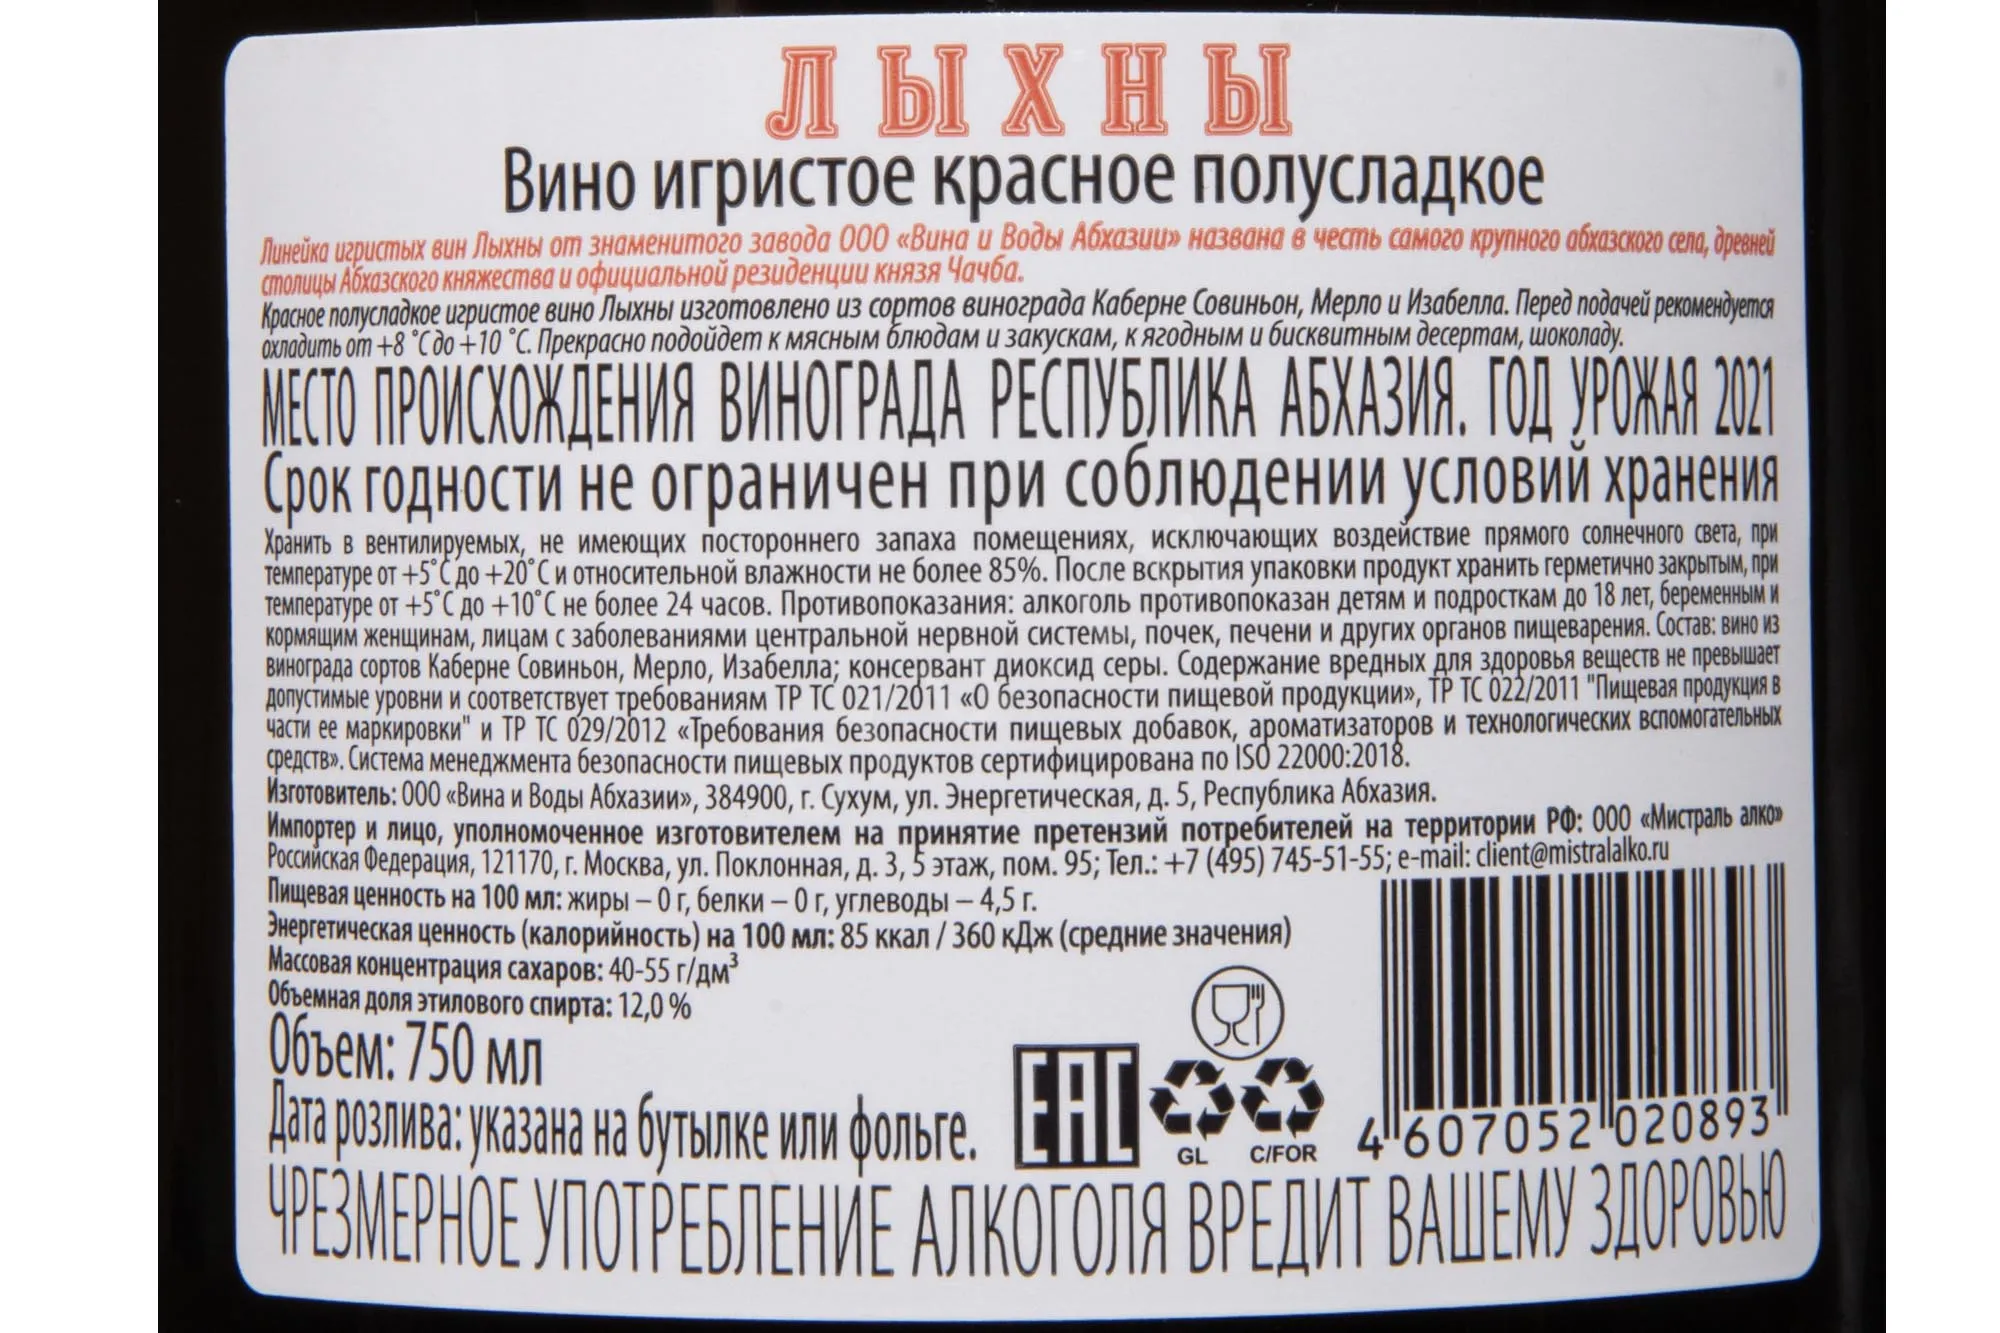 ЛЫХНЫ
Вино игристое красное полусладкое
Линейка игристых вин Лыхны от знаменитого завода ООО «Вина и Воды Абхазии» названа в честь самого крупного абхазского села, древней
столицы Абхазского княжества и официальной резиденции князя Чачба.
Красное полусладкое игристое вино Лыхны изготовлено из сортов винограда Каберне Совиньон, Мерло и Изабелла. Перед подачей рекомендуется
охладить от +8 °C до +10 °C. Прекрасно подойдет к мясным блюдам и закускам, к ягодным и бисквитным десертам, шоколаду.
МЕСТО ПРОИСХОЖДЕНИЯ ВИНОГРАДА РЕСПУБЛИКА АБХАЗИЯ. ГОД УРОЖАЯ 2021
Срок годности не ограничен при соблюдении условий хранения
Хранить в вентилируемых, не имеющих постороннего запаха помещениях, исключающих воздействие прямого солнечного света, при
температуре от +5°C до +20°C и относительной влажности не более 85%. После вскрытия упаковки продукт хранить герметично закрытым, при
температуре от +5°C до +10°C не более 24 часов. Противопоказания: алкоголь противопоказан детям и подросткам до 18 лет, беременным и
кормящим женщинам, лицам с заболеваниями центральной нервной системы, почек, печени и других органов пищеварения. Состав: вино из
винограда сортов Каберне Совиньон, Мерло, Изабелла; консервант диоксид серы. Содержание вредных для здоровья веществ не превышает
допустимые уровни и соответствует требованиям ТР ТС 021/2011 «О безопасности пищевой продукции», ТР ТС 022/2011 "Пищевая продукция в
части ее маркировки" и ТР ТС 029/2012 «Требования безопасности пищевых добавок, ароматизаторов и технологических вспомогательных
средств». Система менеджмента безопасности пищевых продуктов сертифицирована по ISO 22000:2018.
Изготовитель: ООО «Вина и Воды Абхазии», 384900, г. Сухум, ул. Энергетическая, д. 5, Республика Абхазия.
Импортер и лицо, уполномоченное изготовителем на принятие претензий потребителей на территории РФ: ООО «Мистраль алко»
Российская Федерация, 121170, г. Москва, ул. Поклонная, д. 3, 5 этаж, пом. 95; Тел.: +7 (495) 745-51-55; e-mail: client@mistralalko.ru
Пищевая ценность на 100 мл: жиры – 0 г, белки – 0 г, углеводы – 4,5 г.
Энергетическая ценность (калорийность) на 100 мл: 85 ккал / 360 кДж (средние значения)
Массовая концентрация сахаров: 40-55 г/дм³
Объемная доля этилового спирта: 12,0 %
Объем: 750 мл
Дата розлива: указана на бутылке или фольге.
EAC
GL C/FOR
4 607052 020893
ЧРЕЗМЕРНОЕ УПОТРЕБЛЕНИЕ АЛКОГОЛЯ ВРЕДИТ ВАШЕМУ ЗДОРОВЬЮ